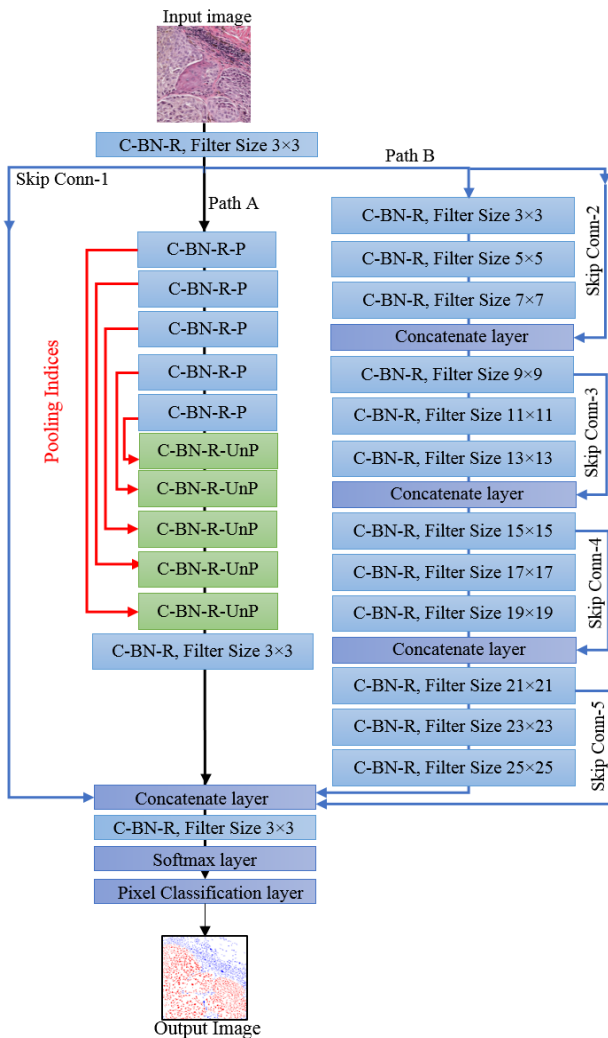 Input image
C-BN-R, Filter Size 3×3
Skip Conn-1
Path B
Path A
Skip Conn-2
Pooling Indices
C-BN-R-P
C-BN-R-P
C-BN-R-P
C-BN-R-P
C-BN-R-P
C-BN-R-UnP
C-BN-R-UnP
C-BN-R-UnP
C-BN-R-UnP
C-BN-R-UnP
C-BN-R, Filter Size 3×3
C-BN-R, Filter Size 3×3
C-BN-R, Filter Size 5×5
C-BN-R, Filter Size 7×7
Concatenate layer
C-BN-R, Filter Size 9×9
Skip Conn-3
C-BN-R, Filter Size 11×11
C-BN-R, Filter Size 13×13
Concatenate layer
C-BN-R, Filter Size 15×15
Skip Conn-4
C-BN-R, Filter Size 17×17
C-BN-R, Filter Size 19×19
Concatenate layer
C-BN-R, Filter Size 21×21
Skip Conn-5
C-BN-R, Filter Size 23×23
C-BN-R, Filter Size 25×25
Concatenate layer
C-BN-R, Filter Size 3×3
Softmax layer
Pixel Classification layer
Output Image